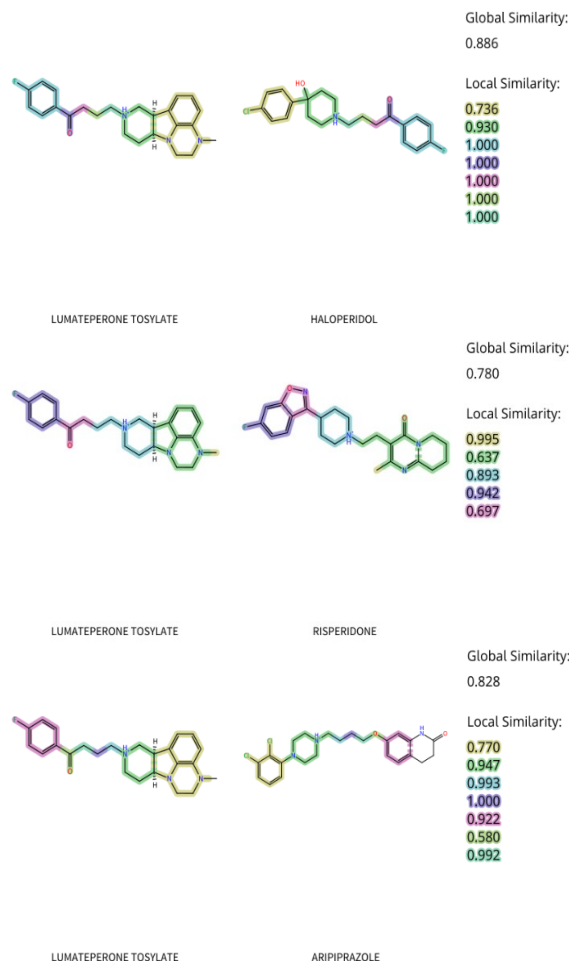 Global Similarity:
0.886
Local Similarity:
0.736
0.930
1.000
1.000
1.000
1.000
1.000
LUMATEPERONE TOSYLATE HALOPERIDOL
Global Similarity:
0.780
Local Similarity:
0.995
0.637
0.893
0.942
0.697
LUMATEPERONE TOSYLATE RISPERIDONE
Global Similarity:
0.828
Local Similarity:
0.770
0.947
0.993
1.000
0.922
0.580
0.992
LUMATEPERONE TOSYLATE ARIPIPRAZOLE